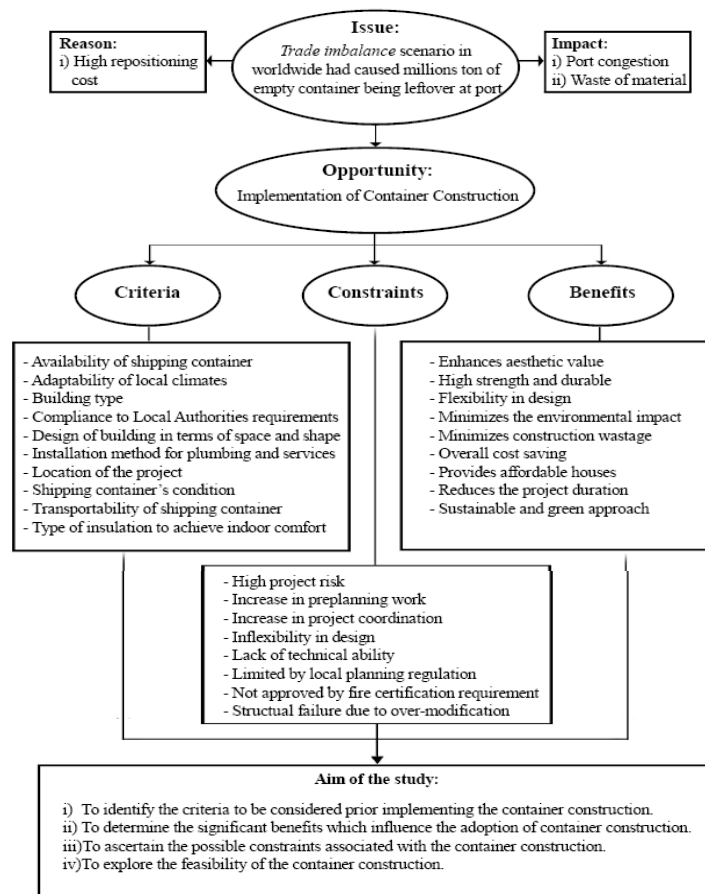 Issue:
Trade imbalance scenario in
worldwide had caused millions ton of
empty container being leftover at port
Reason:
i) High repositioning
cost
Impact:
i) Port congestion
ii) Waste of material
Opportunity:
Implementation of Container Construction
Criteria
Constraints
Benefits
- Availability of shipping container
- Adaptability of local climates
- Building type
- Compliance to Local Authorities requirements
- Design of building in terms of space and shape
- Installation method for plumbing and services
- Location of the project
- Shipping container's condition
- Transportability of shipping container
- Type of insulation to achieve indoor comfort
- Enhances aesthetic value
- High strength and durable
- Flexibility in design
- Minimizes the environmental impact
- Minimizes construction wastage
- Overall cost saving
- Provides affordable houses
- Reduces the project duration
- Sustainable and green approach
- High project risk
- Increase in preplanning work
- Increase in project coordination
- Inflexibility in design
- Lack of technical ability
- Limited by local planning regulation
- Not approved by fire certification requirement
- Structural failure due to over-modification
Aim of the study:
i) To identify the criteria to be considered prior implementing the container construction.
ii) To determine the significant benefits which influence the adoption of container construction.
iii)To ascertain the possible constraints associated with the container construction.
iv)To explore the feasibility of the container construction.